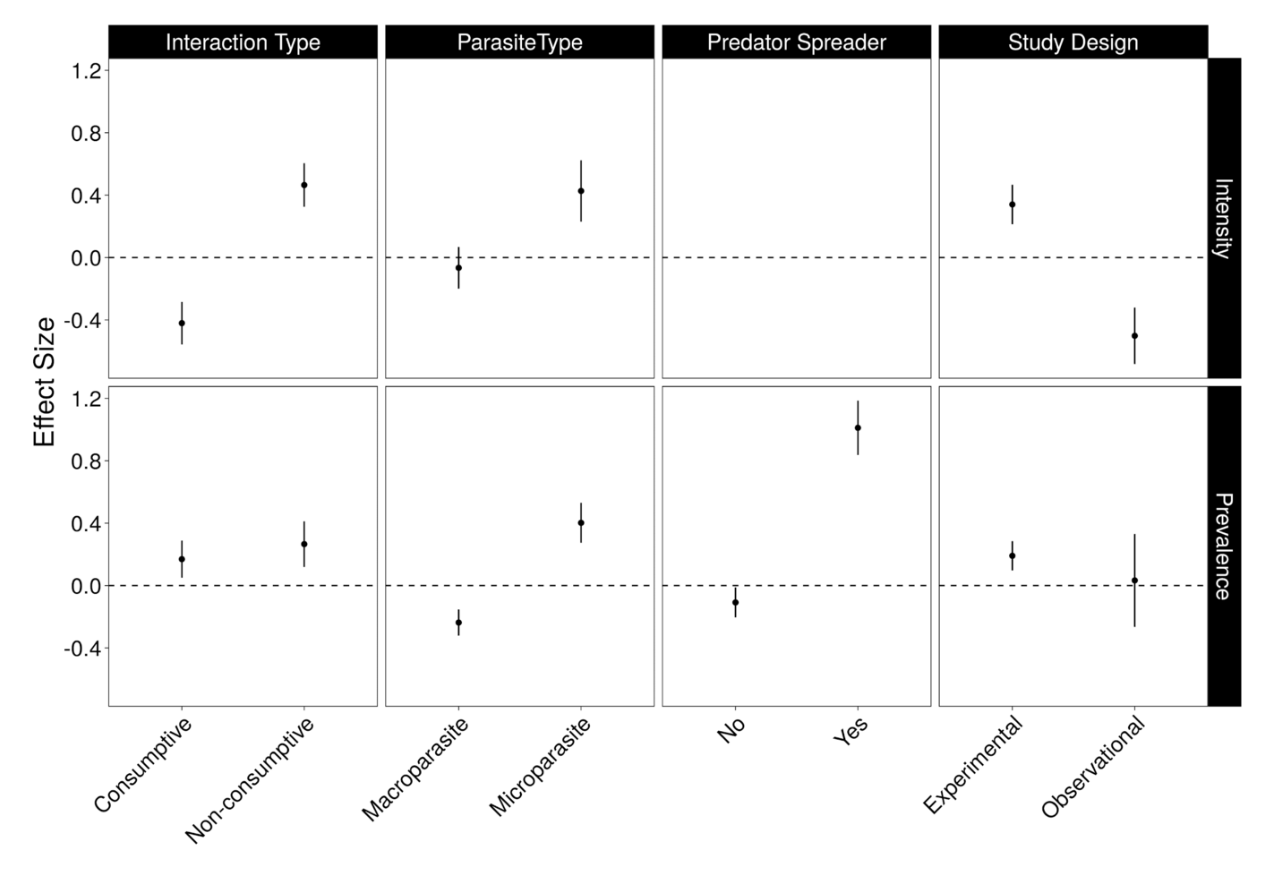 Interaction Type
ParasiteType
Predator Spreader
Study Design
1.2
0.8
0.4
0.0
-0.4
Intensity
Effect Size
1.2
0.8
0.4
0.0
-0.4
Prevalence
Consumptive
Non-consumptive
Macroparasite
Microparasite
No
Yes
Experimental
Observational